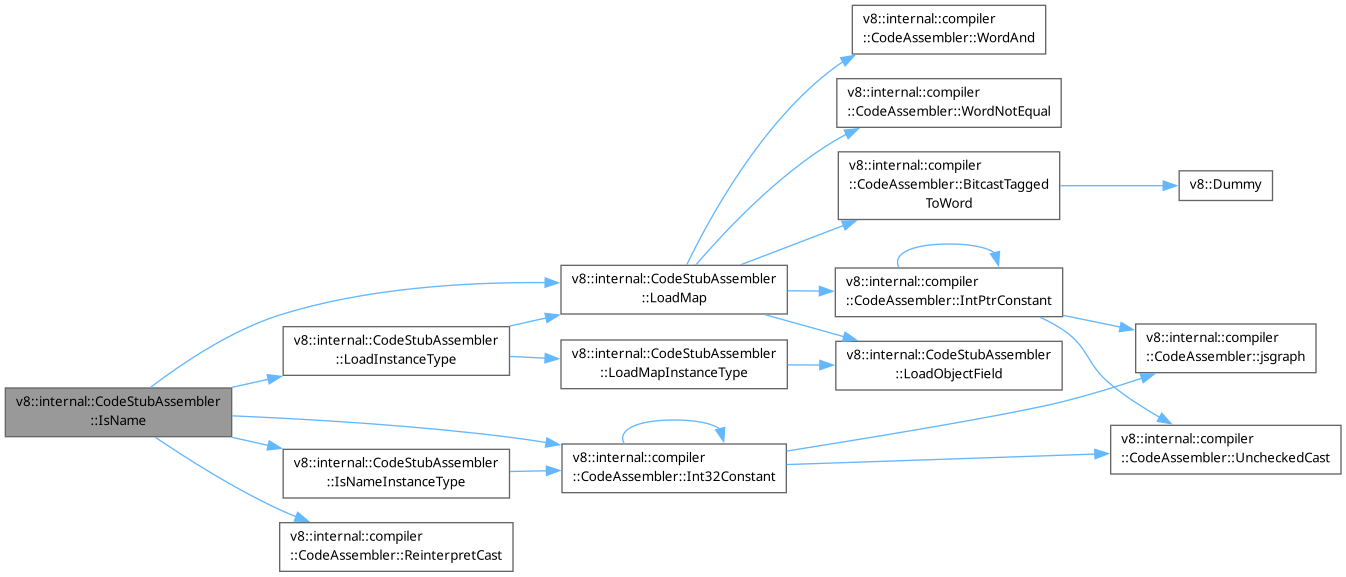 v8::internal::compiler
::CodeAssembler::WordAnd
v8::internal::compiler
::CodeAssembler::WordNotEqual
v8::internal::compiler
::CodeAssembler::BitcastTagged
ToWord
v8::Dummy
v8::internal::CodeStubAssembler
::LoadMap
v8::internal::compiler
::CodeAssembler::IntPtrConstant
v8::internal::CodeStubAssembler
::LoadInstanceType
v8::internal::CodeStubAssembler
::LoadMapInstanceType
v8::internal::CodeStubAssembler
::LoadObjectField
v8::internal::compiler
::CodeAssembler::jsgraph
v8::internal::CodeStubAssembler
::IsName
v8::internal::CodeStubAssembler
::IsNameInstanceType
v8::internal::compiler
::CodeAssembler::Int32Constant
v8::internal::compiler
::CodeAssembler::UncheckedCast
v8::internal::compiler
::CodeAssembler::ReinterpretCast